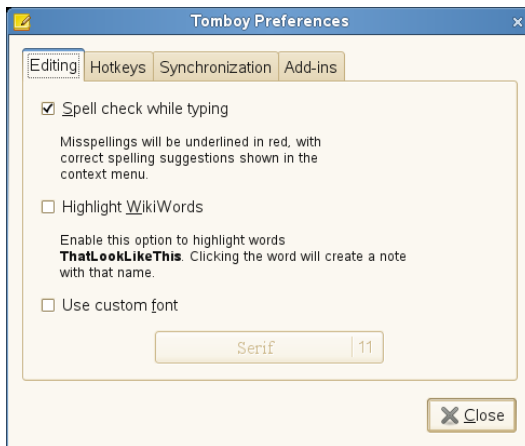 Tomboy Preferences
Editing Hotkeys Synchronization Add-ins
Spell check while typing
Misspellings will be underlined in red, with
correct spelling suggestions shown in the
context menu.
Highlight WikiWords
Enable this option to highlight words
ThatLookLikeThis. Clicking the word will create a note
with that name.
Use custom font
Serif 11
Close